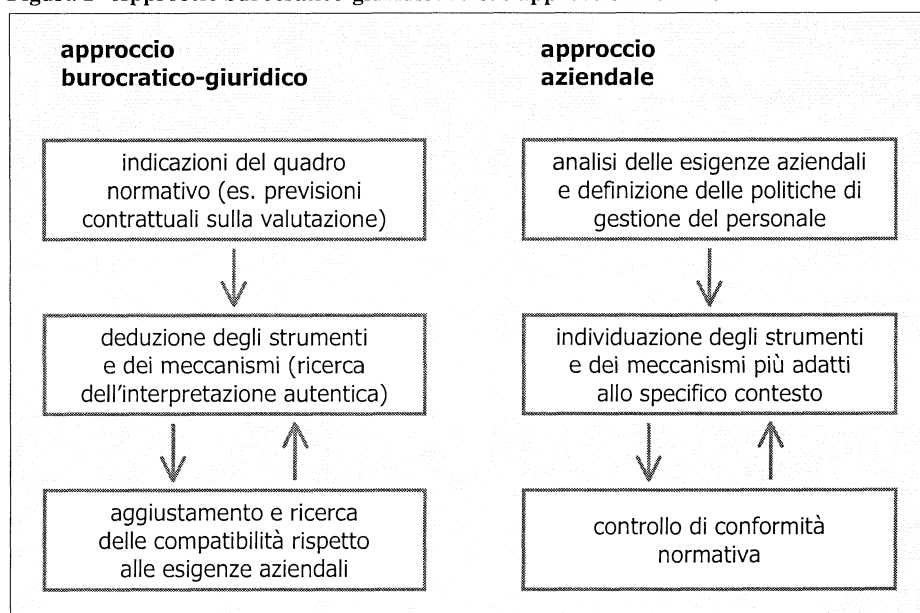 approccio
burocratico-giuridico
indicazioni del quadro
normativo (es. previsioni
contrattuali sulla valutazione)
deduzione degli strumenti
e dei meccanismi (ricerca
dell'interpretazione autentica)
aggiustamento e ricerca
delle compatibilità rispetto
alle esigenze aziendali
approccio
aziendale
analisi delle esigenze aziendali
e definizione delle politiche di
gestione del personale
individuazione degli strumenti
e dei meccanismi più adatti
allo specifico contesto
controllo di conformità
normativa